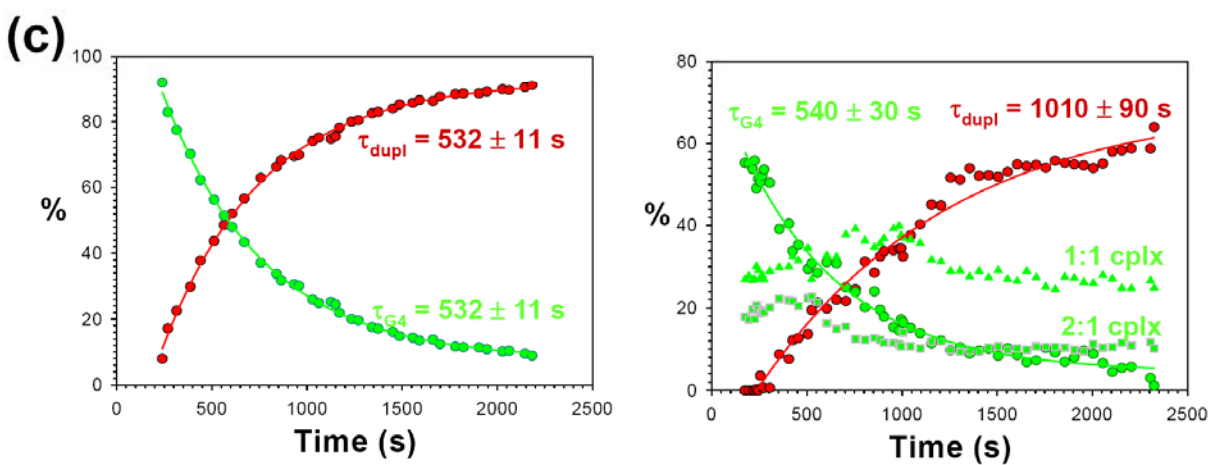 (c)
100
80
60
40
20
0
%
τdupl = 532 ± 11 s
τG4 = 532 ± 11 s
0 500 1000 1500 2000 2500
Time (s)
80
60
40
20
0
%
τG4 = 540 ± 30 s τdupl = 1010 ± 90 s
1:1 cplx
2:1 cplx
0 500 1000 1500 2000 2500
Time (s)